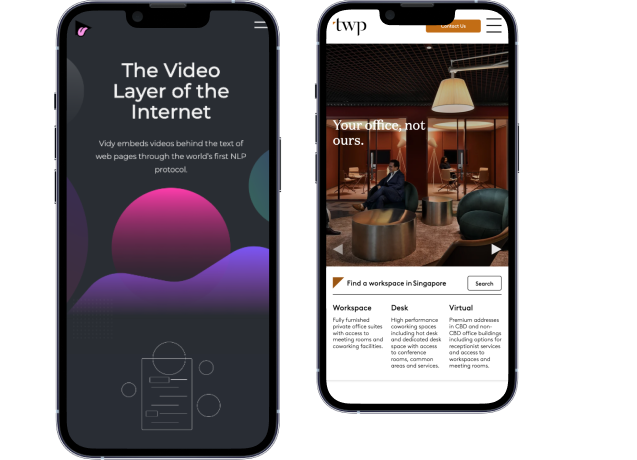 The Video
Layer of the
Internet
Vidy embeds videos behind the text of
web pages through the world's first NLP
protocol.
twp
Contact Us
Your office, not
ours.
Find a workspace in Singapore
Search
Workspace
Fully furnished
private office suites
with access to
meeting rooms and
coworking facilities.
Desk
High performance
coworking spaces
including hot desk
and dedicated desk
space with access
to conference
rooms, common
areas and services.
Virtual
Premium addresses
in CBD and non-
CBD office buildings
including options for
receptionist services
and access to
workspaces and
meeting rooms.